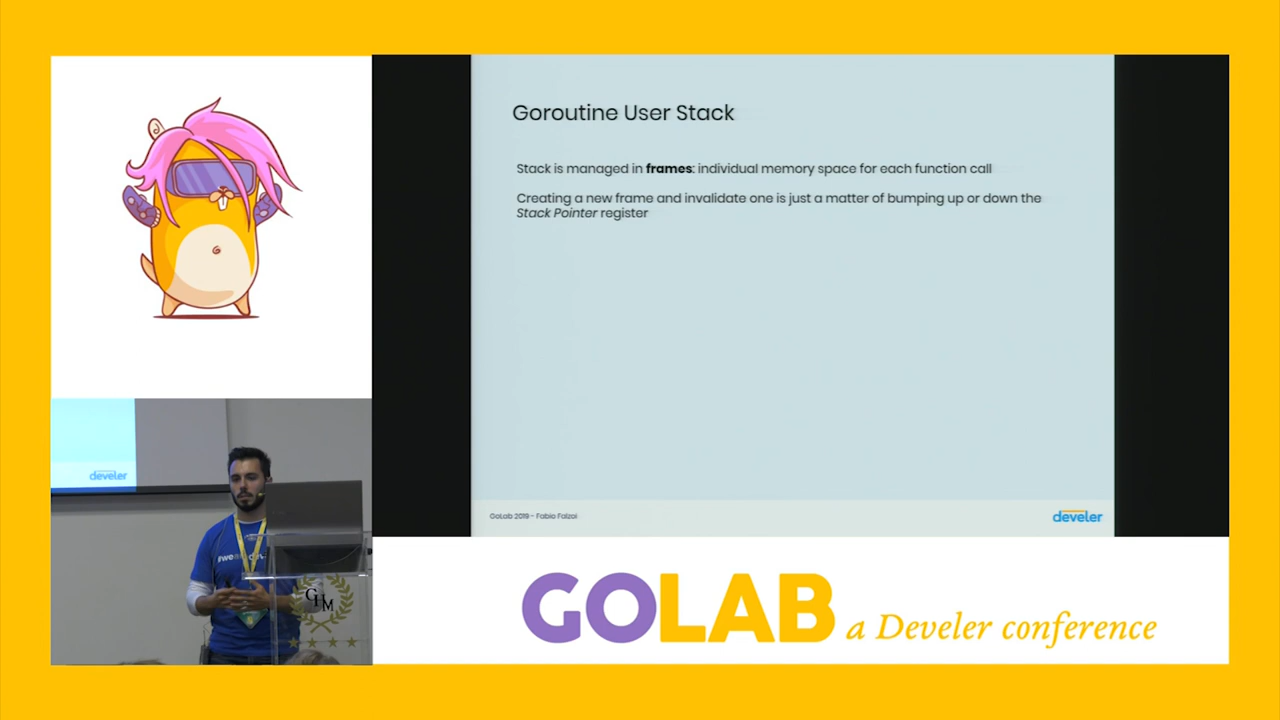 Goroutine User Stack
Stack is managed in frames: individual memory space for each function call
Creating a new frame and invalidate one is just a matter of bumping up or down the
Stack Pointer register
GoLab 2019 - Fabio Falzoi
develer
develer
#we
GHM
GOLAB a Develer conference